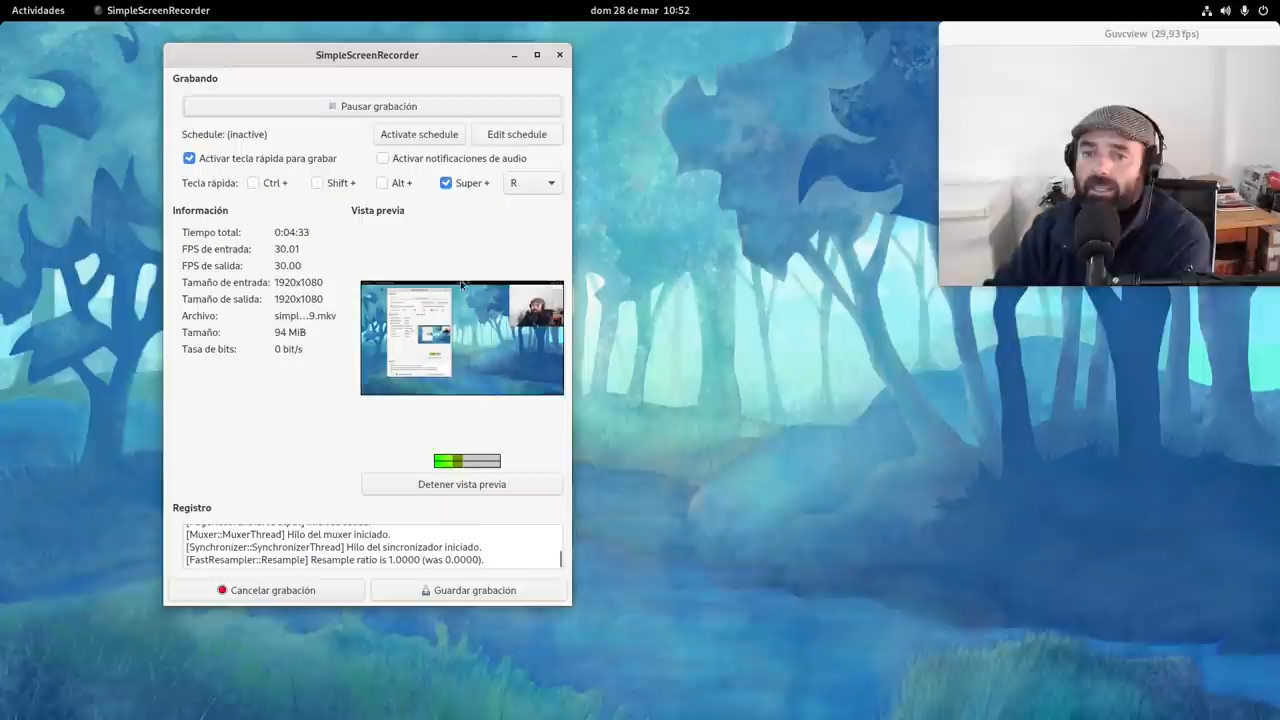 Actividades SimpleScreenRecorder dom 28 de mar 10:52
Guvcview (29,93 fps)
SimpleScreenRecorder
Grabando
Pausar grabación
Schedule: (inactive) Activate schedule Edit schedule
Activar tecla rápida para grabar Activar notificaciones de audio
Tecla rápida: Ctrl + Shift + Alt + Super + R
Información Vista previa
Tiempo total: 0:04:33
FPS de entrada: 30.01
FPS de salida: 30.00
Tamaño de entrada: 1920x1080
Tamaño de salida: 1920x1080
Archivo: simpl...9.mkv
Tamaño: 94 MiB
Tasa de bits: 0 bit/s
Detener vista previa
Registro
[Muxer::MuxerThread] Hilo del muxer iniciado.
[Synchronizer::SynchronizerThread] Hilo del sincronizador iniciado.
[FastResampler::Resample] Resample ratio is 1.0000 (was 0.0000).
Cancelar grabación Guardar grabación